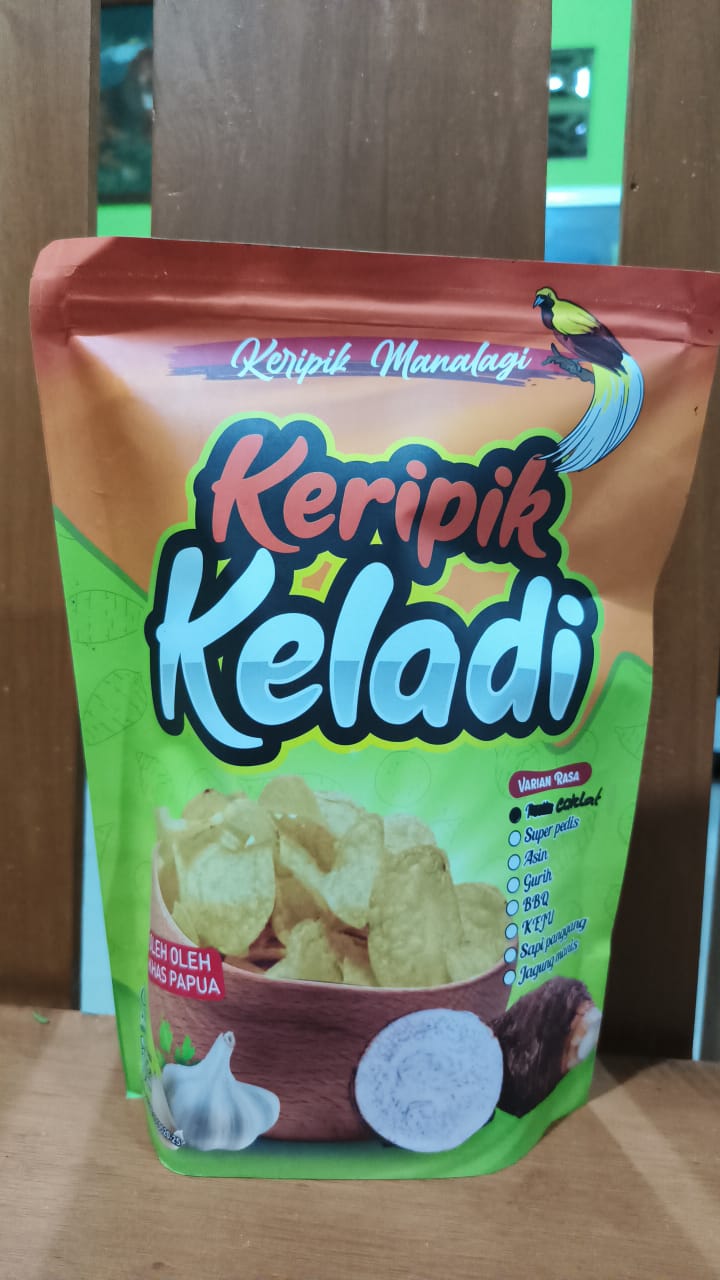 Keripik Manalagi
Keripik
Keladi
VARIAN RASA
coklat
Super pedis
Asin
Gurih
BBQ
KEJU
Sapi panggang
Jagung manis
OLEH OLEH
KHAS PAPUA